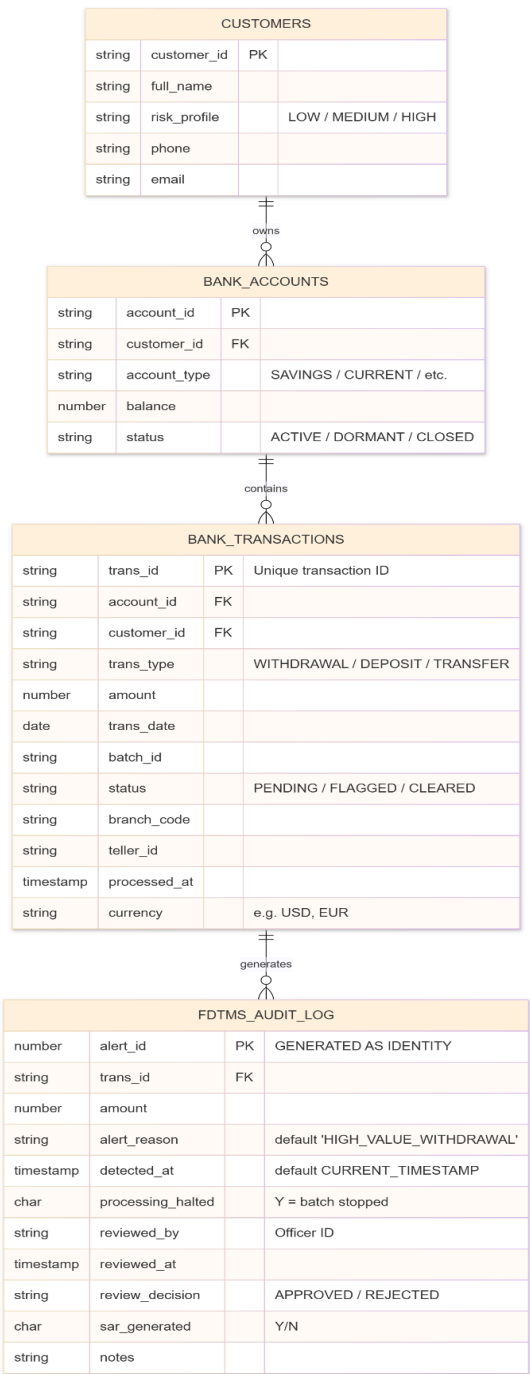 CUSTOMERS
string customer_id PK
string full_name
string risk_profile LOW / MEDIUM / HIGH
string phone
string email
owns
BANK_ACCOUNTS
string account_id PK
string customer_id FK
string account_type SAVINGS / CURRENT / etc.
number balance
string status ACTIVE / DORMANT / CLOSED
contains
BANK_TRANSACTIONS
string trans_id PK Unique transaction ID
string account_id FK
string customer_id FK
string trans_type WITHDRAWAL / DEPOSIT / TRANSFER
number amount
date trans_date
string batch_id
string status PENDING / FLAGGED / CLEARED
string branch_code
string teller_id
timestamp processed_at
string currency e.g. USD, EUR
generates
FDTMS_AUDIT_LOG
number alert_id PK GENERATED AS IDENTITY
string trans_id FK
number amount
string alert_reason default 'HIGH_VALUE_WITHDRAWAL'
timestamp detected_at default CURRENT_TIMESTAMP
char processing_halted Y = batch stopped
string reviewed_by Officer ID
timestamp reviewed_at
string review_decision APPROVED / REJECTED
char sar_generated Y/N
string notes